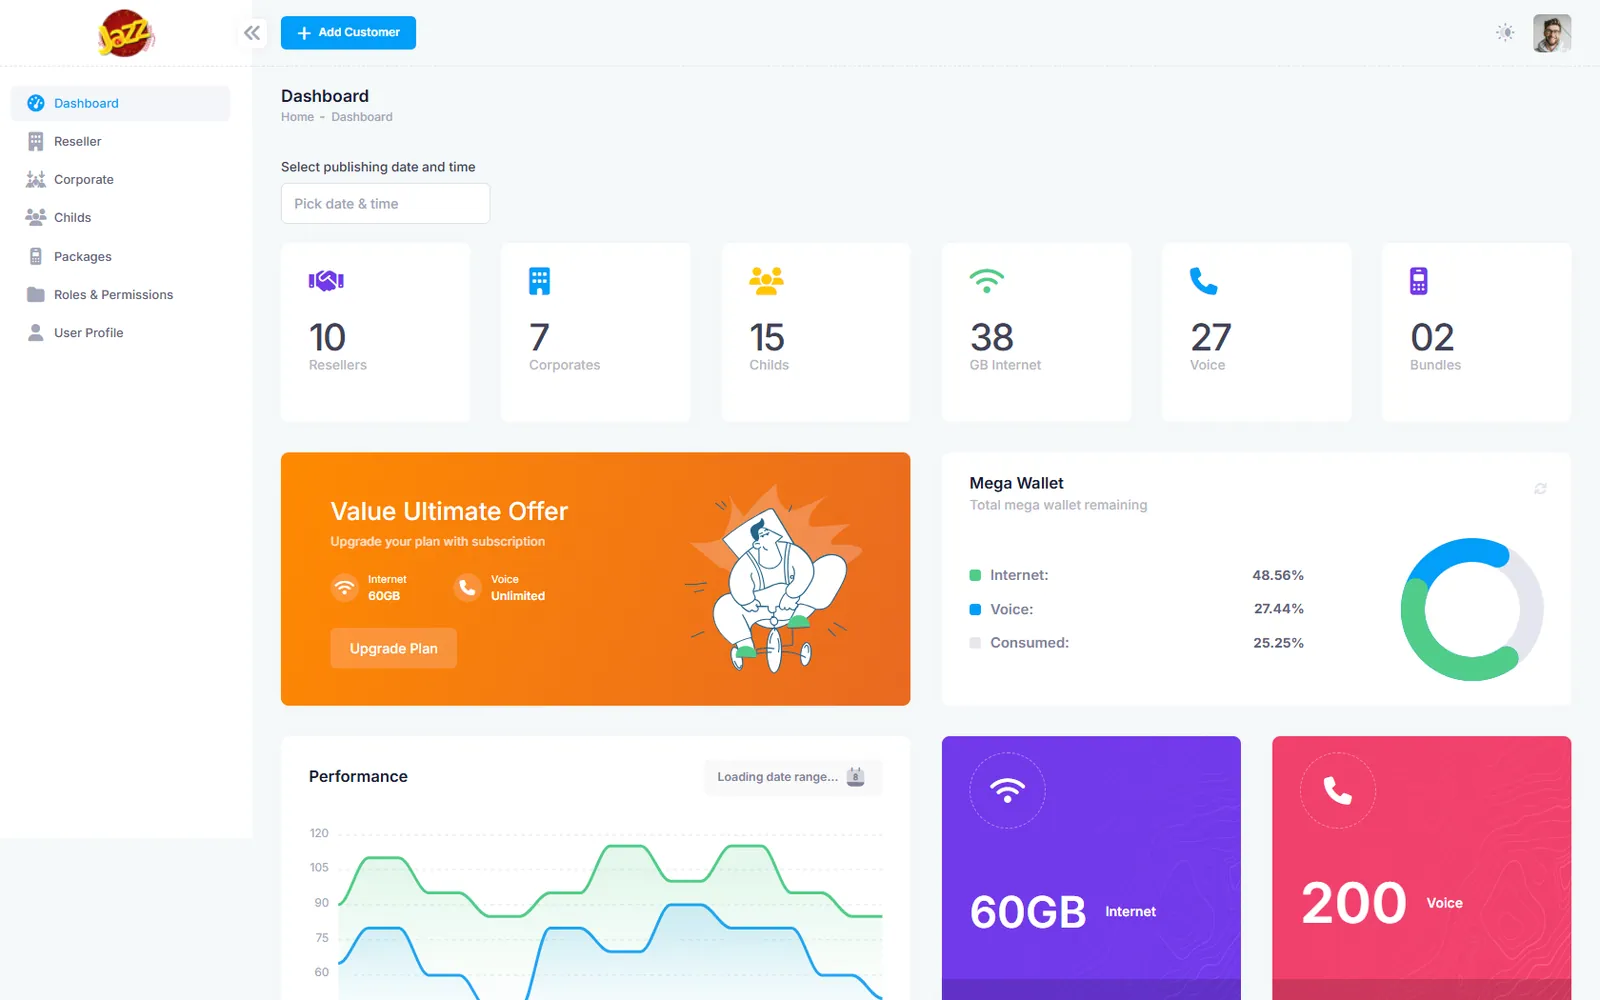 Jazz
Add Customer
Dashboard
Reseller
Corporate
Childs
Packages
Roles & Permissions
User Profile
Dashboard
Home - Dashboard
Select publishing date and time
Pick date & time
10
Resellers
7
Corporates
15
Childs
38
GB Internet
27
Voice
02
Bundles
Value Ultimate Offer
Upgrade your plan with subscription
Internet
60GB
Voice
Unlimited
Upgrade Plan
Mega Wallet
Total mega wallet remaining
Internet: 48.56%
Voice: 27.44%
Consumed: 25.25%
Performance
Loading date range... 8
120
105
90
75
60
60GB Internet
200 Voice